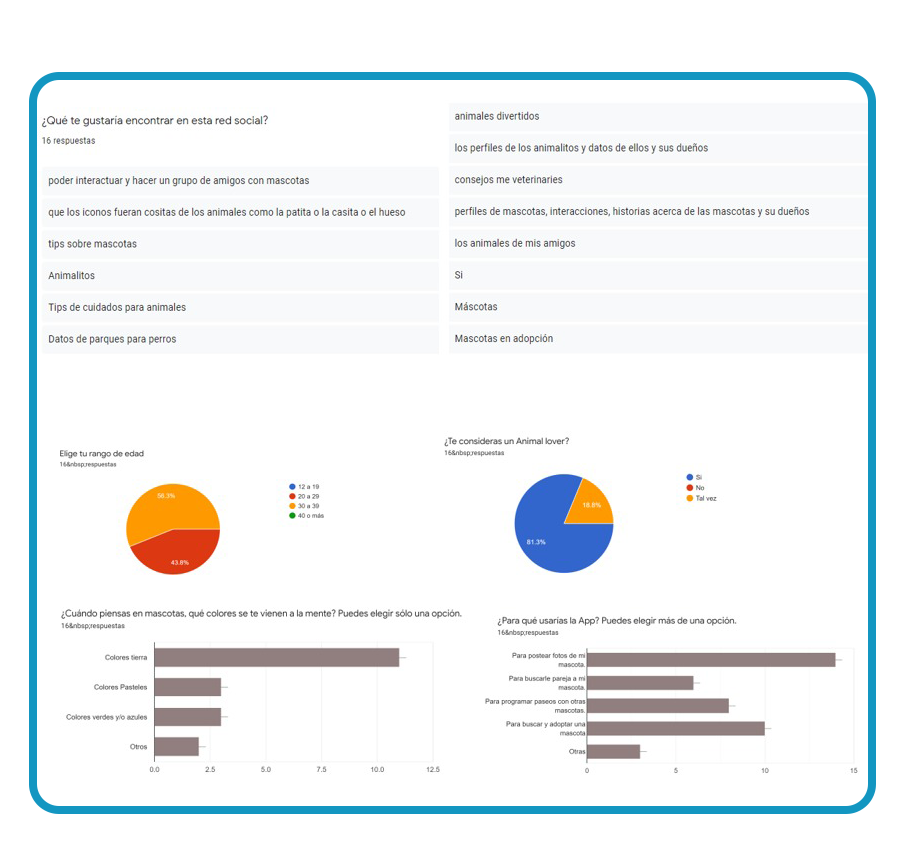 ¿Qué te gustaría encontrar en esta red social?
16 respuestas
poder interactuar y hacer un grupo de amigos con mascotas
que los iconos fueran cositas de los animales como la patita o la casita o el hueso
tips sobre mascotas
Animalitos
Tips de cuidados para animales
Datos de parques para perros
animales divertidos
los perfiles de los animalitos y datos de ellos y sus dueños
consejos me veterinaries
perfiles de mascotas, interacciones, historias acerca de las mascotas y su dueños
los animales de mis amigos
Si
Máscotas
Mascotas en adopción
Elige tu rango de edad
16&nbsp;respuestas
56.3%
43.8%
12 a 19
20 a 29
30 a 39
40 o más
¿Te consideras un Animal lover?
16&nbsp;respuestas
18.8%
81.3%
Si
No
Tal vez
¿Cuándo piensas en mascotas, qué colores se te vienen a la mente? Puedes elegir sólo una opción.
16&nbsp;respuestas
Colores tierra
Colores Pasteles
Colores verdes y/o azules
Otros
0.0 2.5 5.0 7.5 10.0 12.5
¿Para qué usarías la App? Puedes elegir más de una opción.
16&nbsp;respuestas
Para postear fotos de mi
mascota.
Para buscarle pareja a mi
mascota.
Para programar paseos con otras
mascotas.
Para buscar y adoptar una
mascota
Otras
0 5 10 15